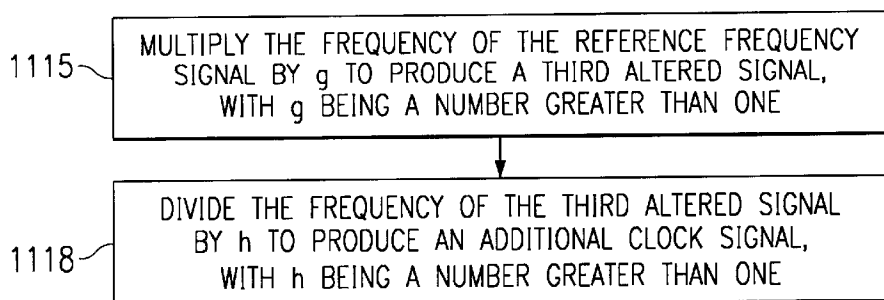 1115
MULTIPLY THE FREQUENCY OF THE REFERENCE FREQUENCY
SIGNAL BY g TO PRODUCE A THIRD ALTERED SIGNAL,
WITH g BEING A NUMBER GREATER THAN ONE
1118
DIVIDE THE FREQUENCY OF THE THIRD ALTERED SIGNAL
BY h TO PRODUCE AN ADDITIONAL CLOCK SIGNAL,
WITH h BEING A NUMBER GREATER THAN ONE